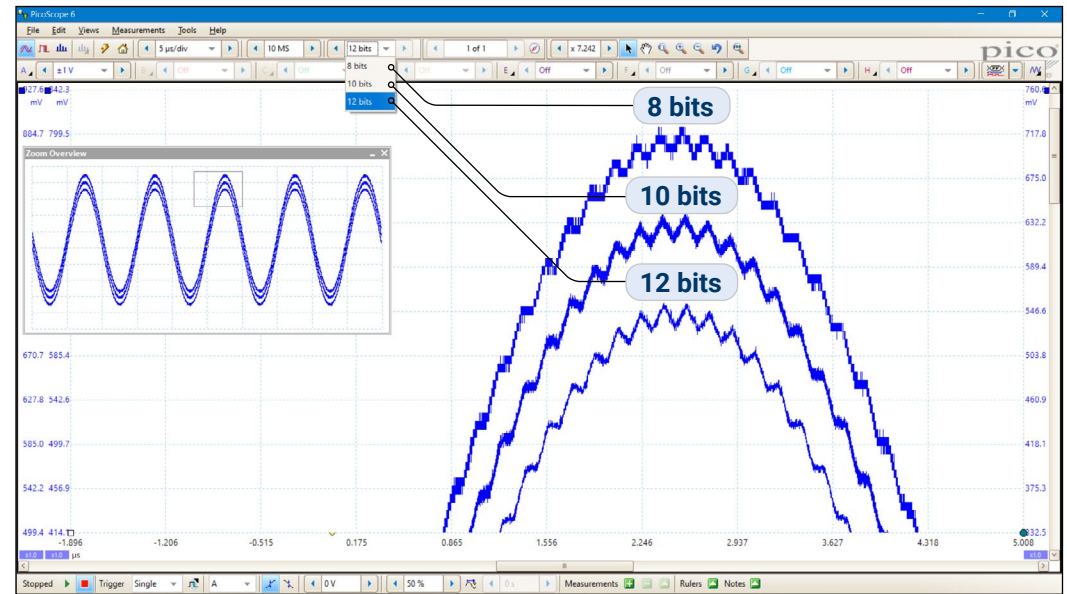 PicoScope 6
File Edit Views Measurements Tools Help
5 µs/div 10 MS 12 bits 1 of 1 x 7.242
pico
A ±1 V B Off C Off Off E Off F Off G Off H Off
8 bits
10 bits
12 bits
927.6 842.3 760.6
mV mV mV
884.7 799.5 717.8
Zoom Overview
675.0
632.2
589.4
546.6
670.7 585.4 503.8
627.8 542.6 460.9
585.0 499.7 418.1
542.2 456.9 375.3
499.4 414.1 332.5
8 bits
10 bits
12 bits
-1.896 -1.206 -0.515 0.175 0.865 1.556 2.246 2.937 3.627 4.318 5.008
x1.0 x1.0 µs x1.0
Stopped Trigger Single A 0 V 50 % 0 s Measurements Rulers Notes